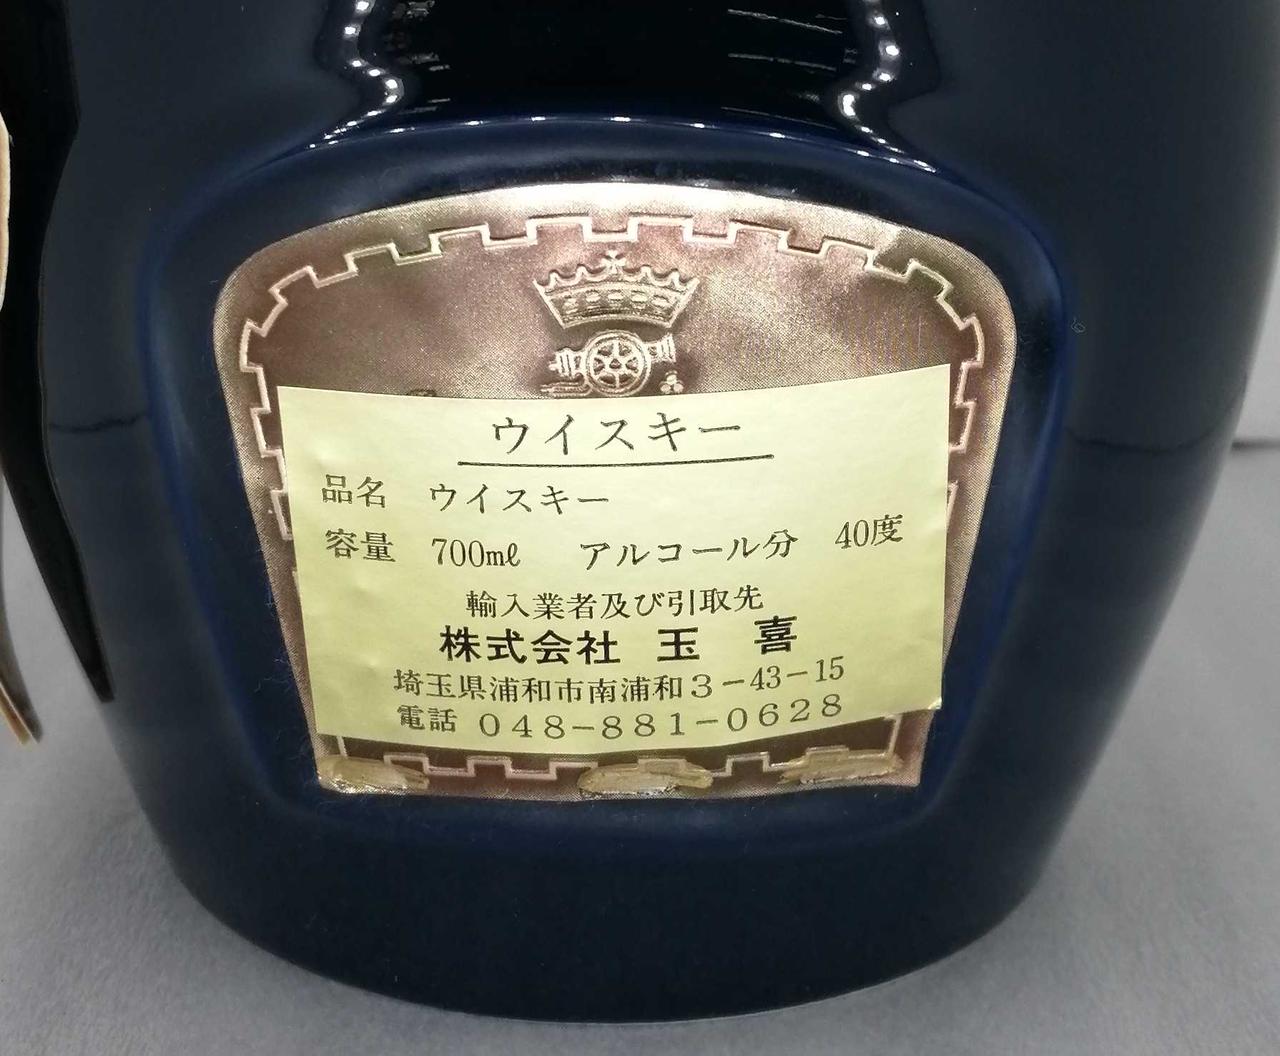 ウイスキー
品名　ウイスキー
容量　700mℓ　アルコール分　40度
輸入業者及び引取先
株式会社　玉　喜
埼玉県浦和市南浦和3－43－15
電話 048－881－0628